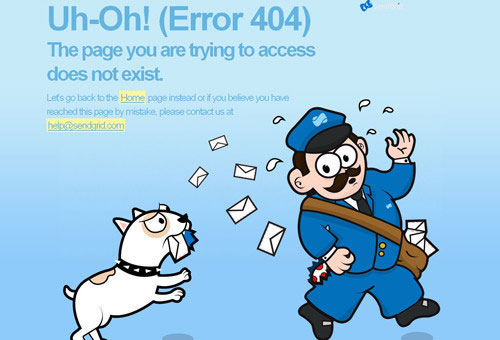 Uh-Oh! (Error 404)
The page you are trying to access
does not exist.
Let's go back to the Home page instead or if you believe you have
reached this page by mistake, please contact us at
help@sendgrid.com